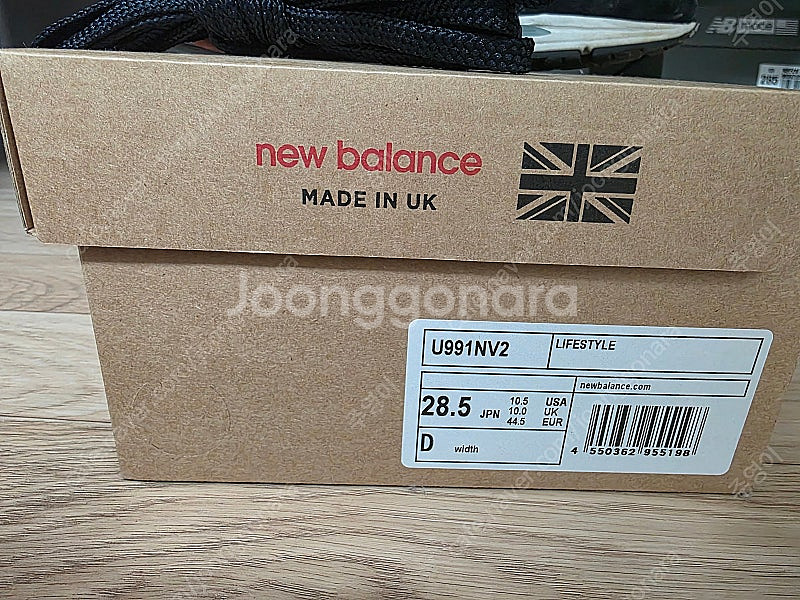 new balance
MADE IN UK
Joonggonara
U991NV2
LIFESTYLE
newbalance.com
28.5 JPN
10.5 USA
10.0 UK
44.5 EUR
D width
4 550362 955198
285